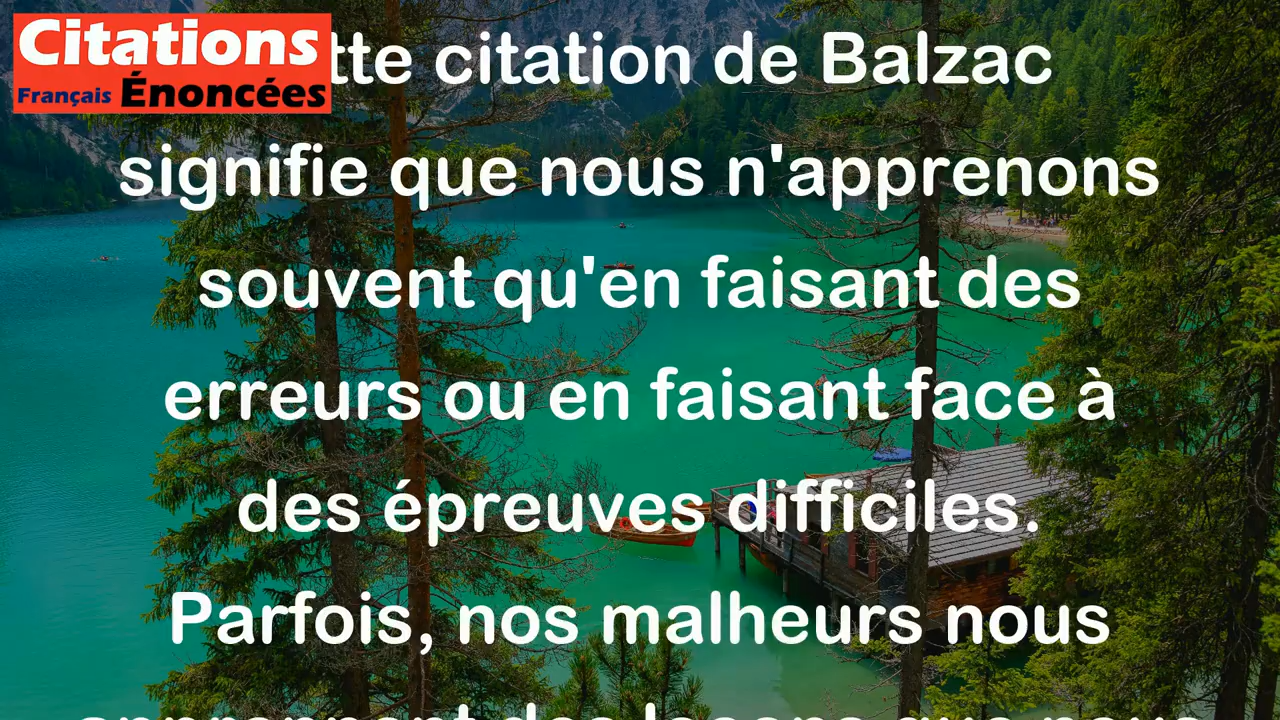 Citations
Français Énoncées
tte citation de Balzac
signifie que nous n'apprenons
souvent qu'en faisant des
erreurs ou en faisant face à
des épreuves difficiles.
Parfois, nos malheurs nous